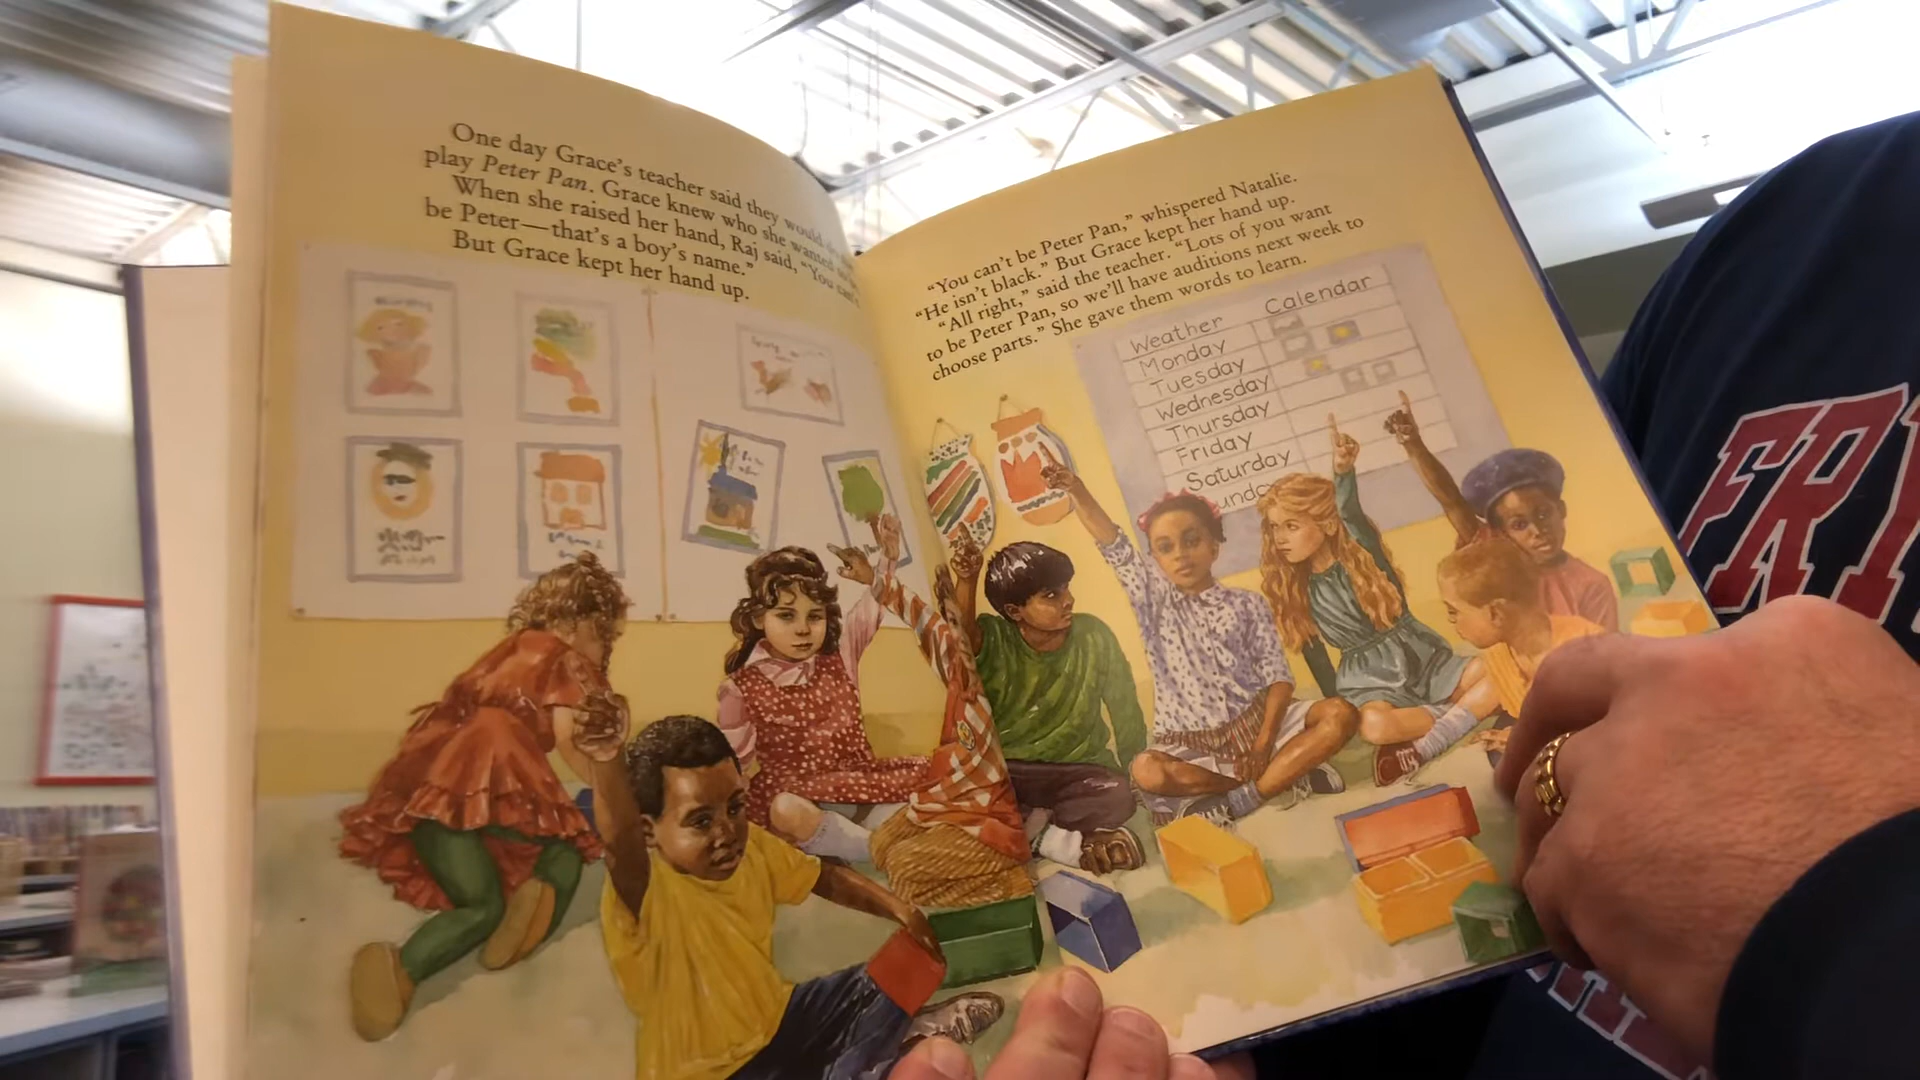 One day Grace's teacher said they would
play Peter Pan. Grace knew who she wanted
When she raised her hand, Raj said, "You can't
be Peter—that's a boy's name."
But Grace kept her hand up.
"You can't be Peter Pan," whispered Natalie.
"He isn't black." But Grace kept her hand up.
"All right," said the teacher. "Lots of you want
to be Peter Pan, so we'll have auditions next week to
choose parts." She gave them words to learn.
Weather Calendar
Monday
Tuesday
Wednesday
Thursday
Friday
Saturday
FRY